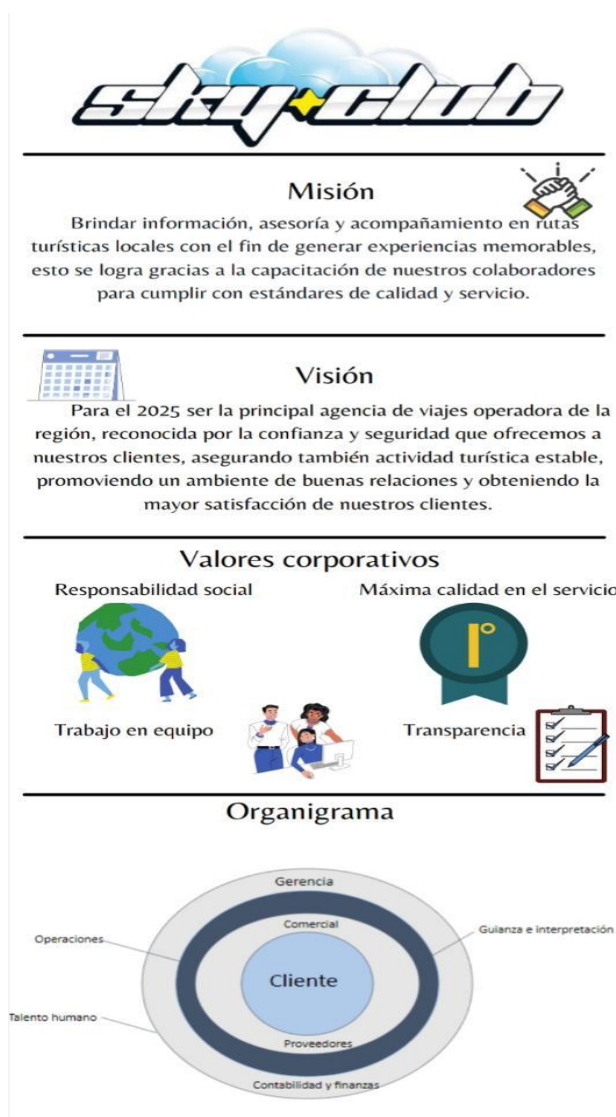 sky club
Misión
Brindar información, asesoría y acompañamiento en rutas
turísticas locales con el fin de generar experiencias memorables,
esto se logra gracias a la capacitación de nuestros colaboradores
para cumplir con estándares de calidad y servicio.
Visión
Para el 2025 ser la principal agencia de viajes operadora de la
región, reconocida por la confianza y seguridad que ofrecemos a
nuestros clientes, asegurando también actividad turística estable,
promoviendo un ambiente de buenas relaciones y obteniendo la
mayor satisfacción de nuestros clientes.
Valores corporativos
Responsabilidad social
Máxima calidad en el servicio
1°
Trabajo en equipo
Transparencia
Organigrama
Gerencia
Comercial
Operaciones
Guianza e interpretación
Cliente
Talento humano
Proveedores
Contabilidad y finanzas